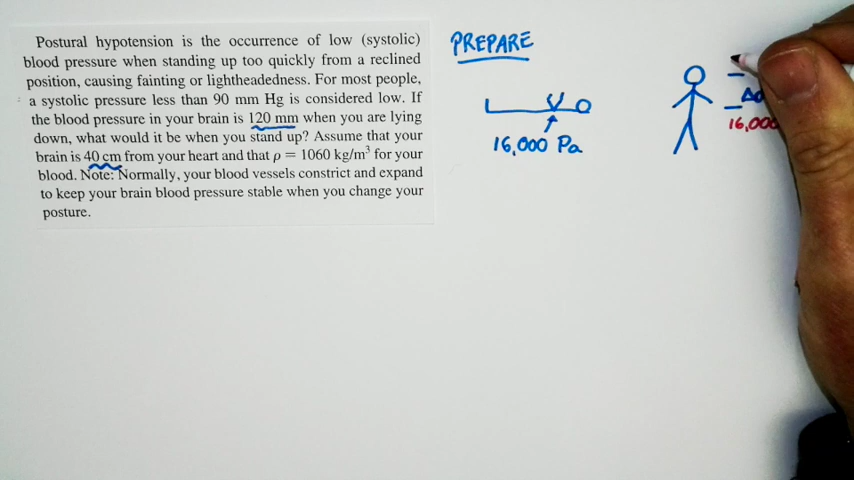 Postural hypotension is the occurrence of low (systolic)
blood pressure when standing up too quickly from a reclined
position, causing fainting or lightheadedness. For most people,
a systolic pressure less than 90 mm Hg is considered low. If
the blood pressure in your brain is 120 mm when you are lying
down, what would it be when you stand up? Assume that your
brain is 40 cm from your heart and that ρ = 1060 kg/m³ for your
blood. Note: Normally, your blood vessels constrict and expand
to keep your brain blood pressure stable when you change your
posture.
PREPARE
16,000 Pa
16,000